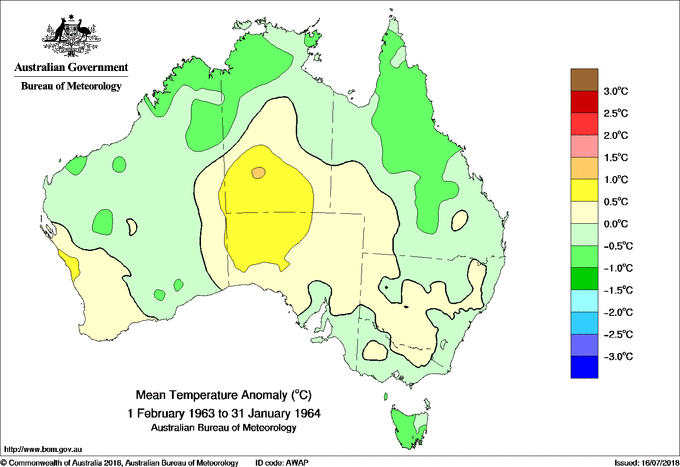 Australian Government
Bureau of Meteorology
3.0°C
2.5°C
2.0°C
1.5°C
1.0°C
0.5°C
0.0°C
-0.5°C
-1.0°C
-1.5°C
-2.0°C
-2.5°C
-3.0°C
Mean Temperature Anomaly (°C)
1 February 1963 to 31 January 1964
Australian Bureau of Meteorology
http://www.bom.gov.au
© Commonwealth of Australia 2018, Australian Bureau of Meteorology ID code: AWAP Issued: 16/07/2018